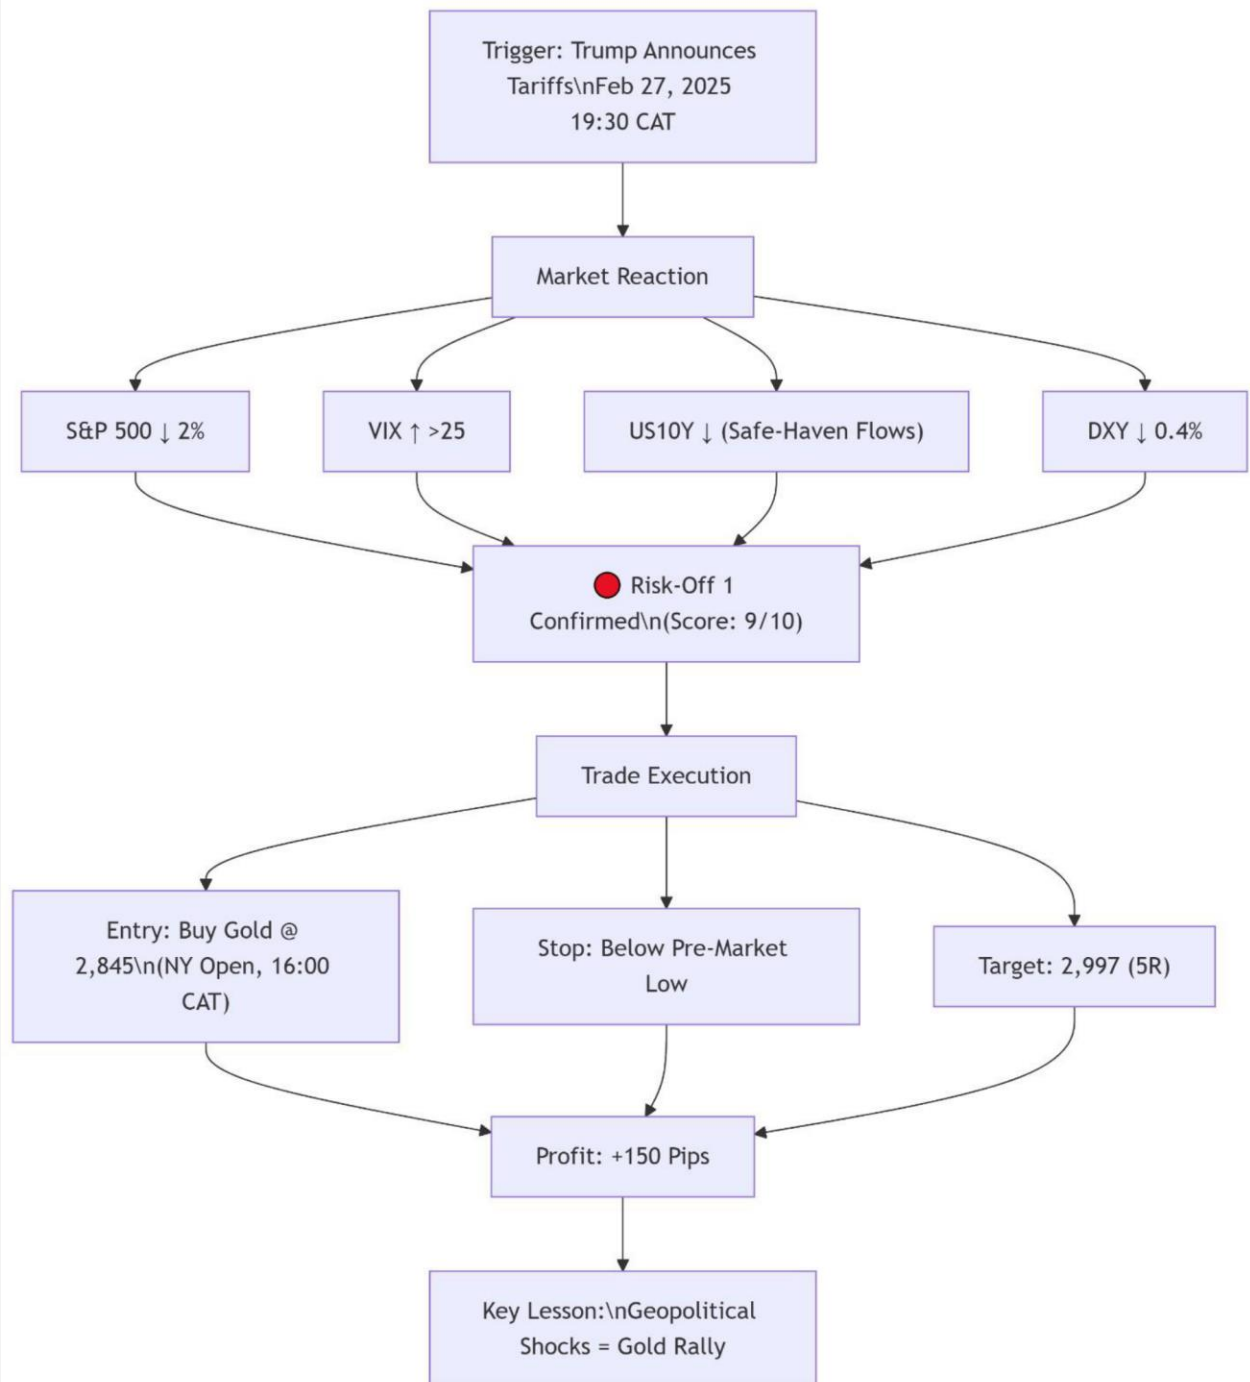 Trigger: Trump Announces
Tariffs\nFeb 27, 2025
19:30 CAT
Market Reaction
S&P 500 ↓ 2%
VIX ↑ >25
US10Y ↓ (Safe-Haven Flows)
DXY ↓ 0.4%
🔴 Risk-Off 1
Confirmed\n(Score: 9/10)
Trade Execution
Entry: Buy Gold @
2,845\n(NY Open, 16:00
CAT)
Stop: Below Pre-Market
Low
Target: 2,997 (5R)
Profit: +150 Pips
Key Lesson:\nGeopolitical
Shocks = Gold Rally